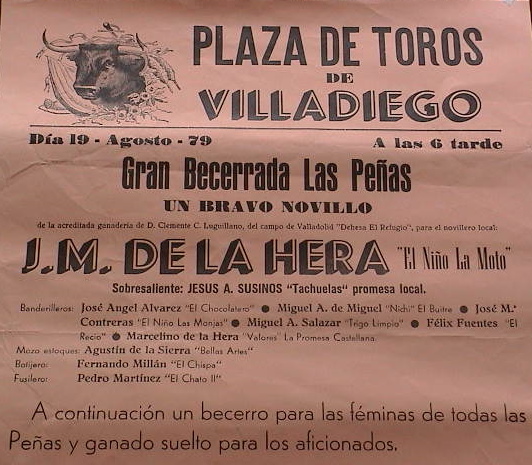 PLAZA DE TOROS
DE
VILLADIEGO
Día 19 - Agosto - 79 A las 6 tarde
Gran Becerrada Las Peñas
UN BRAVO NOVILLO
de la acreditada ganadería de D. Clemente C. Luguillano, del campo de Valladolid "Dehesa El Refugio", para el novillero local:
J.M. DE LA HERA "El Niño La Moto"
Sobresaliente: JESUS A. SUSINOS "Tachuelas" promesa local.
Banderilleros: José Angel Alvarez "El Chocolatero" ● Miguel A. de Miguel "Nichi" El Buitre ● José M.ª
Contreras "El Niño Las Monjas" ● Miguel A. Salazar "Trigo Limpio" ● Félix Fuentes "El
Recio" ● Marcelino de la Hera "Valores" La Promesa Castellana.
Mozo estoques: Agustín de la Sierra "Bellas Artes"
Botijero: Fernando Millán "El Chispa"
Fusilero: Pedro Martínez "El Chato II"
A continuación un becerro para las féminas de todas las
Peñas y ganado suelto para los aficionados.